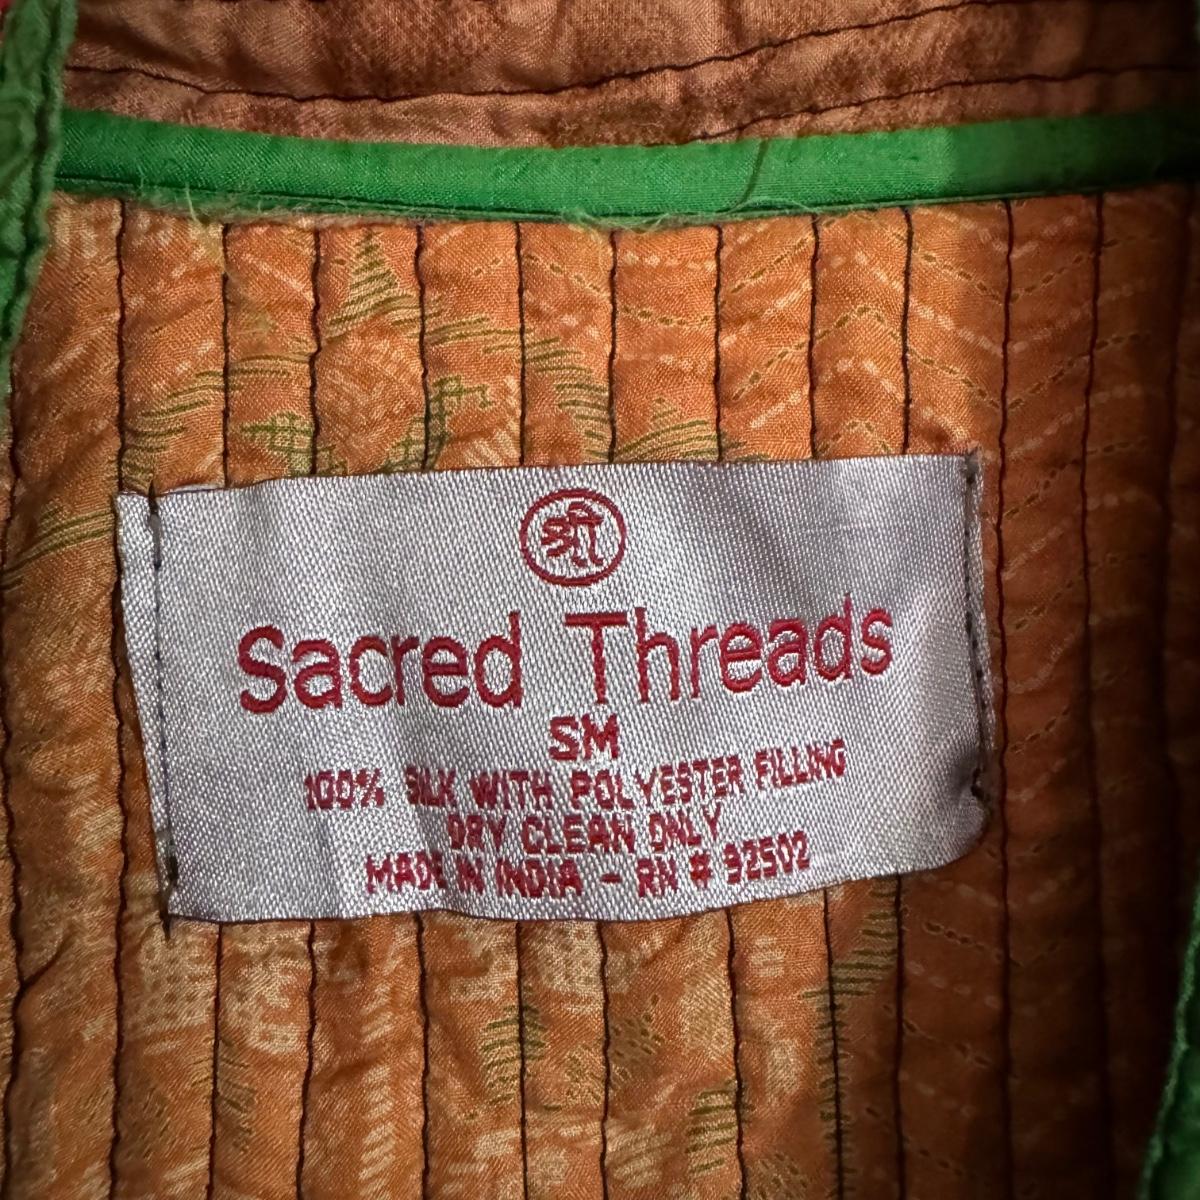 श्री
Sacred Threads
SM
100% SILK WITH POLYESTER FILLING
DRY CLEAN ONLY
MADE IN INDIA - RN # 92502